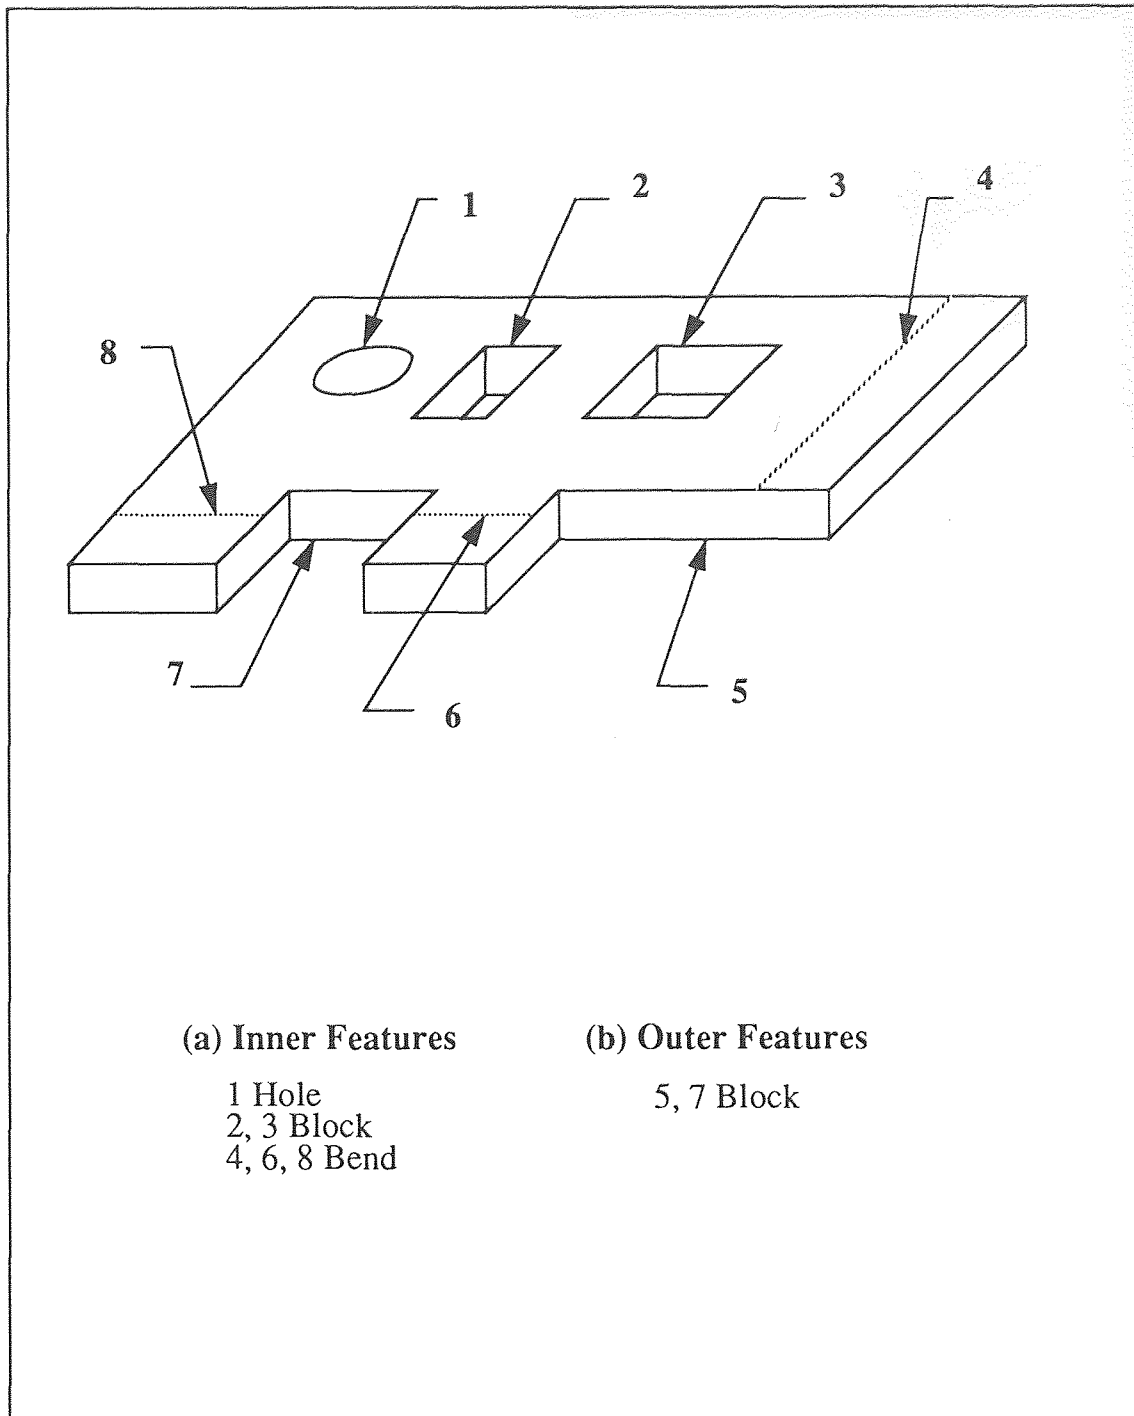 1
2
3
4
8
7
6
5
(a) Inner Features
1 Hole
2, 3 Block
4, 6, 8 Bend
(b) Outer Features
5, 7 Block